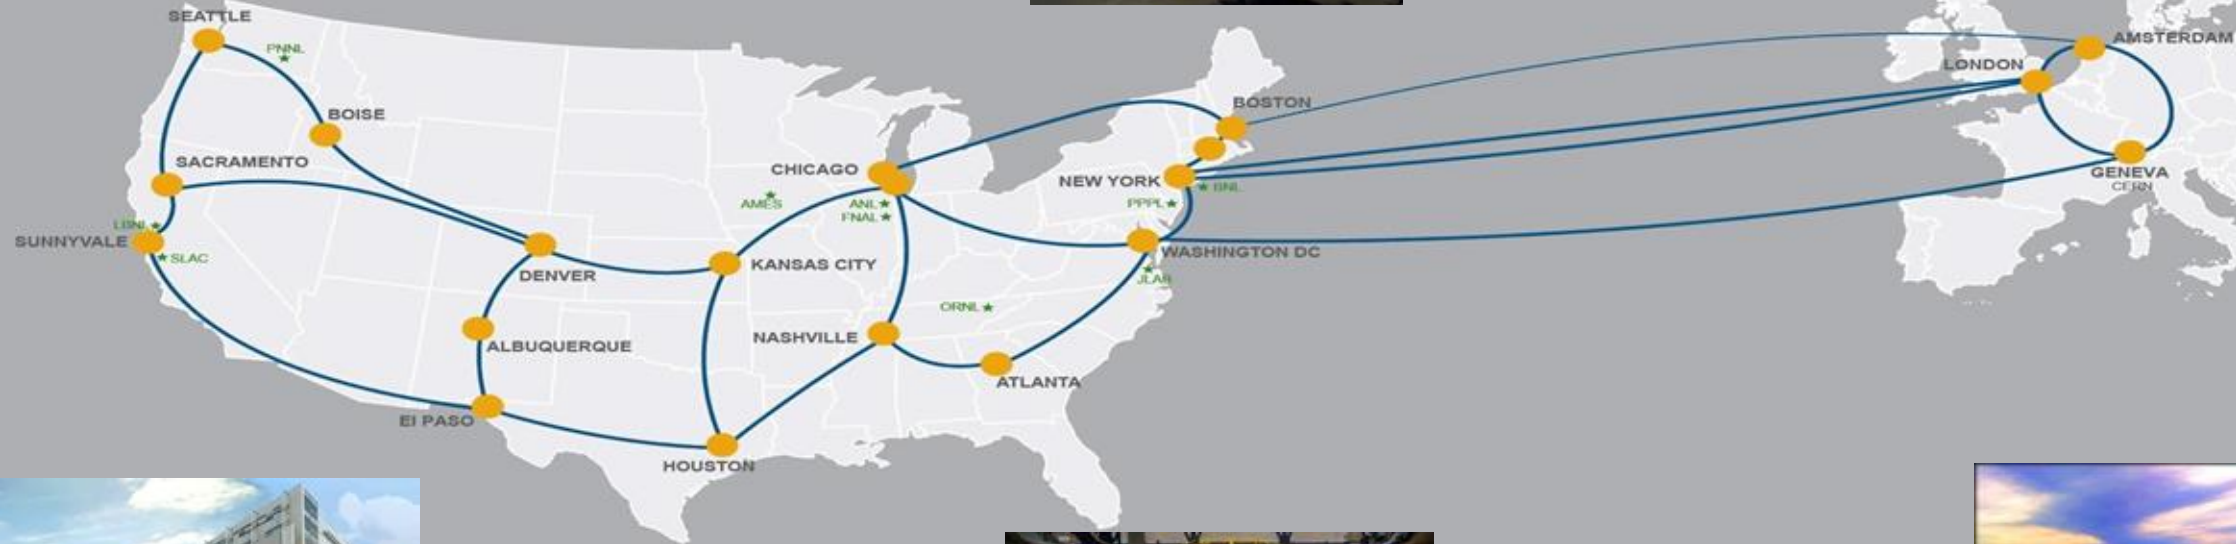 SEATTLE
PNNL
AMSTERDAM
LONDON
BOSTON
BOISE
SACRAMENTO
CHICAGO
NEW YORK
GENEVA
CERN
BNL
AMES
ANL
PPPL
FNAL
LBNL
SUNNYVALE
SLAC
WASHINGTON DC
KANSAS CITY
DENVER
JLAB
ORNL
NASHVILLE
ALBUQUERQUE
ATLANTA
El PASO
HOUSTON